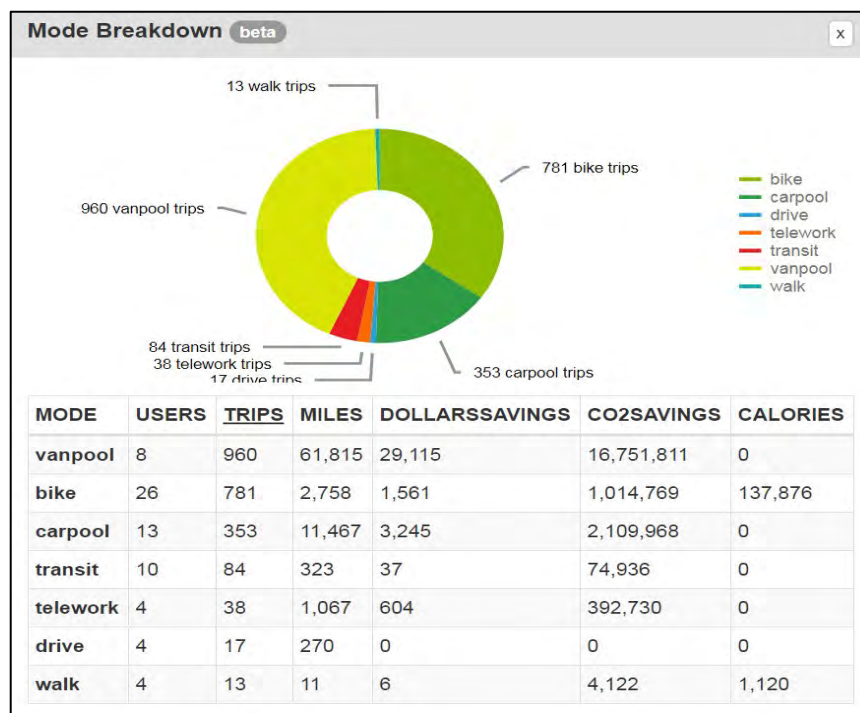 Mode Breakdown beta
x
13 walk trips
781 bike trips
960 vanpool trips
84 transit trips
38 telework trips
17 drive trips
353 carpool trips
bike
carpool
drive
telework
transit
vanpool
walk
MODE USERS TRIPS MILES DOLLARSSAVINGS CO2SAVINGS CALORIES
vanpool 8 960 61,815 29,115 16,751,811 0
bike 26 781 2,758 1,561 1,014,769 137,876
carpool 13 353 11,467 3,245 2,109,968 0
transit 10 84 323 37 74,936 0
telework 4 38 1,067 604 392,730 0
drive 4 17 270 0 0 0
walk 4 13 11 6 4,122 1,120